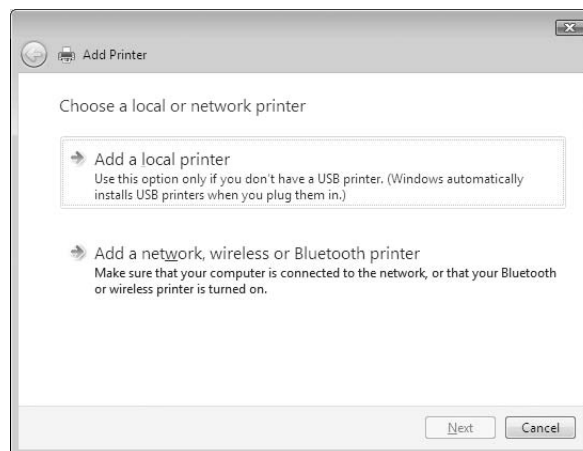 Add Printer
Choose a local or network printer
Add a local printer
Use this option only if you don't have a USB printer. (Windows automatically
installs USB printers when you plug them in.)
Add a network, wireless or Bluetooth printer
Make sure that your computer is connected to the network, or that your Bluetooth
or wireless printer is turned on.
Next
Cancel